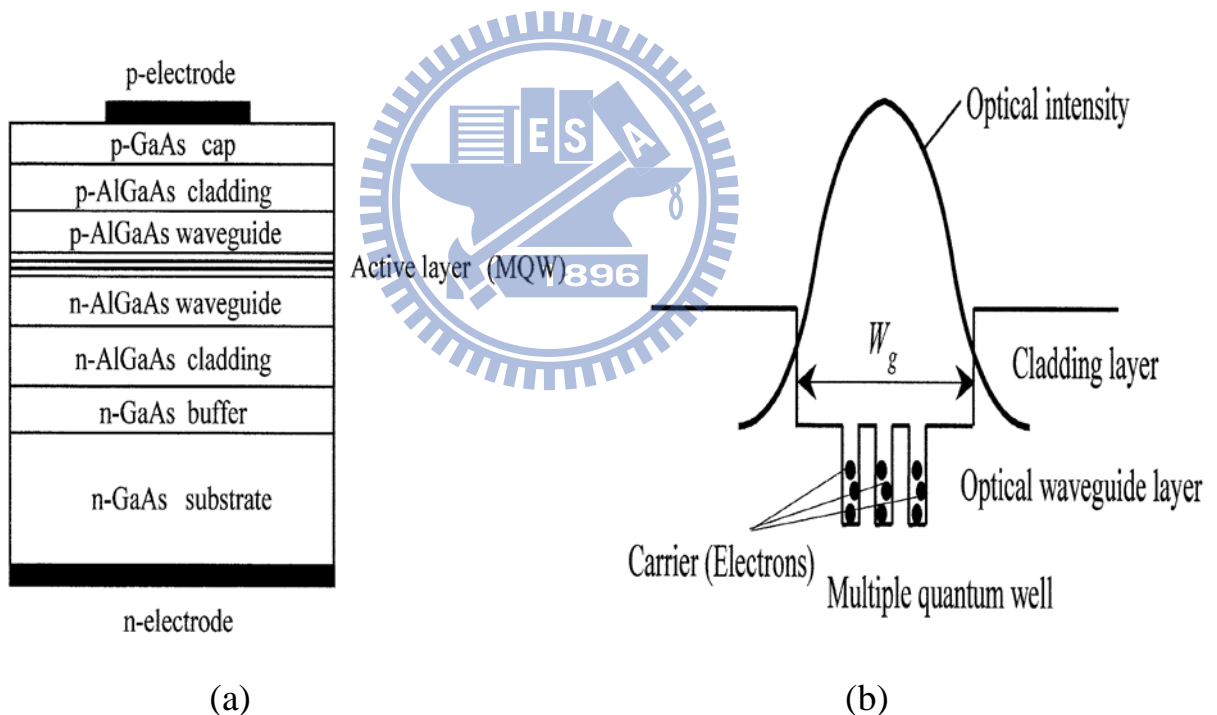 p-electrode
p-GaAs cap
p-AlGaAs cladding
p-AlGaAs waveguide
Active layer (MQW)
n-AlGaAs waveguide
n-AlGaAs cladding
n-GaAs buffer
n-GaAs substrate
n-electrode
(a)
E S A
1896
Optical intensity
Wg
Cladding layer
Optical waveguide layer
Carrier (Electrons)
Multiple quantum well
(b)